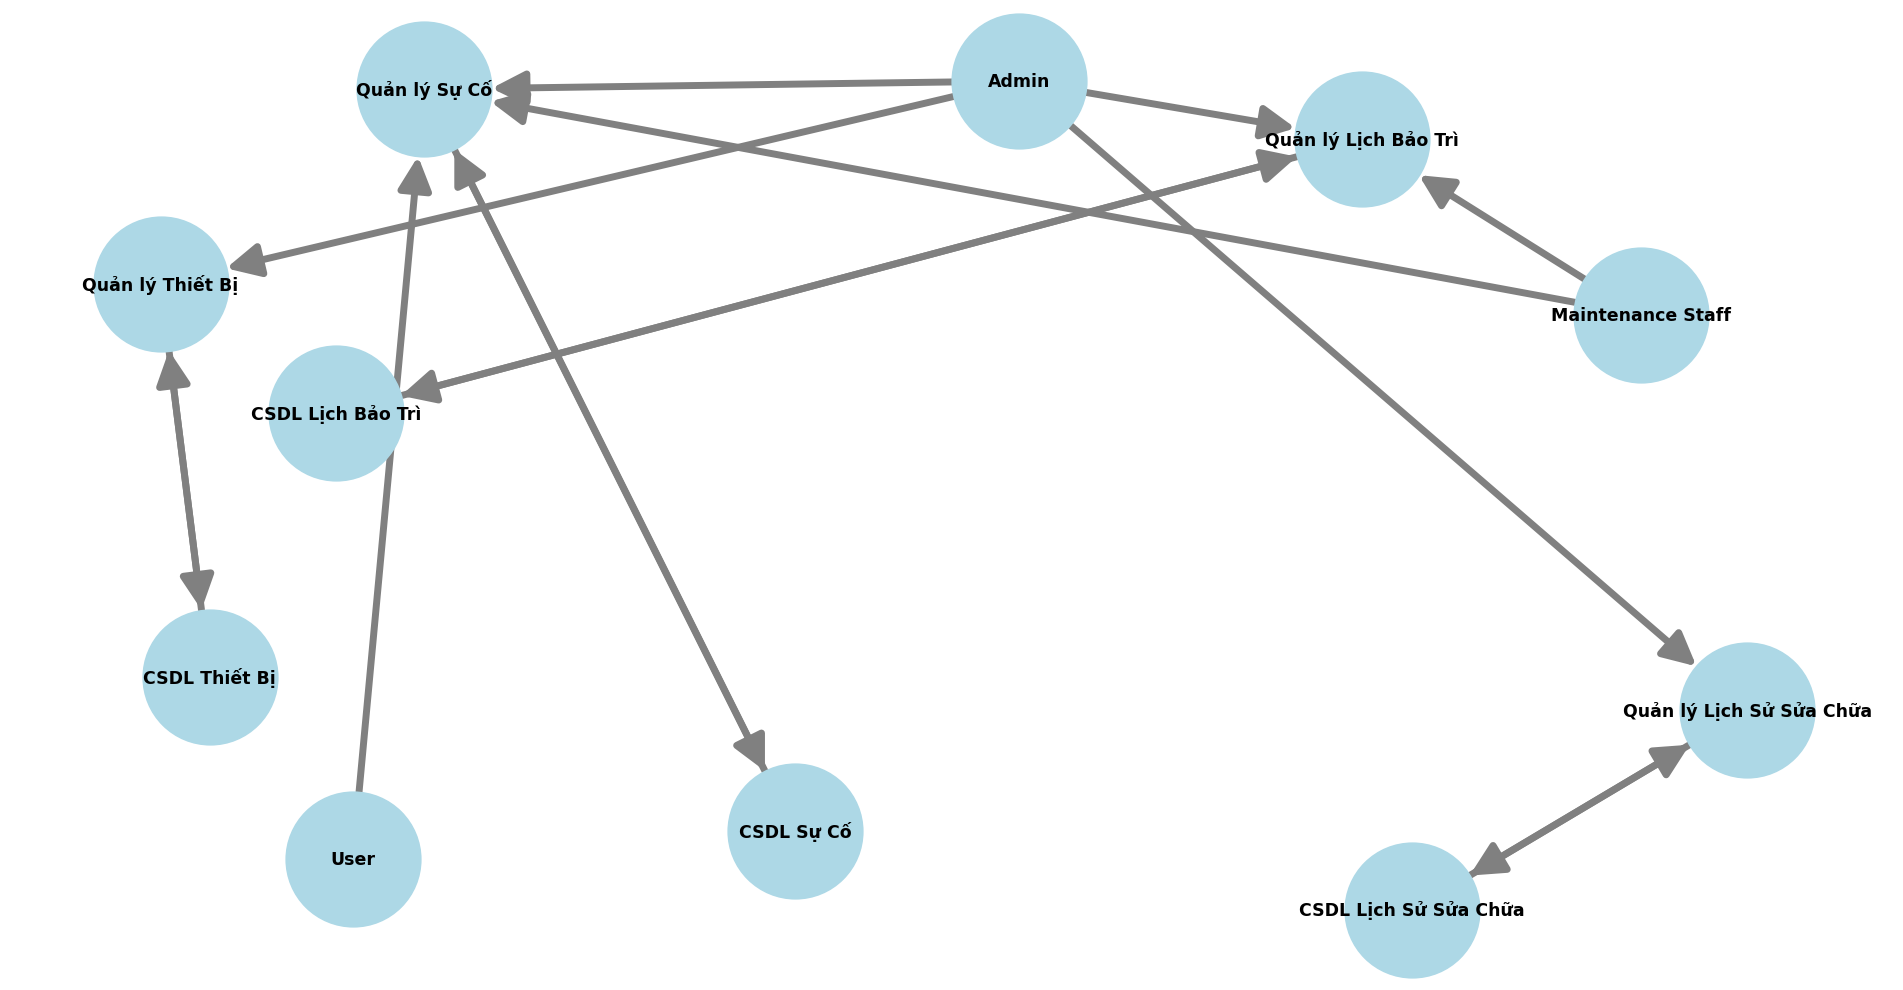 Admin
Quản lý Sự Cố
Quản lý Lịch Bảo Trì
Quản lý Thiết Bị
Maintenance Staff
CSDL Lịch Bảo Trì
CSDL Thiết Bị
Quản lý Lịch Sử Sửa Chữa
CSDL Sự Cố
User
CSDL Lịch Sử Sửa Chữa